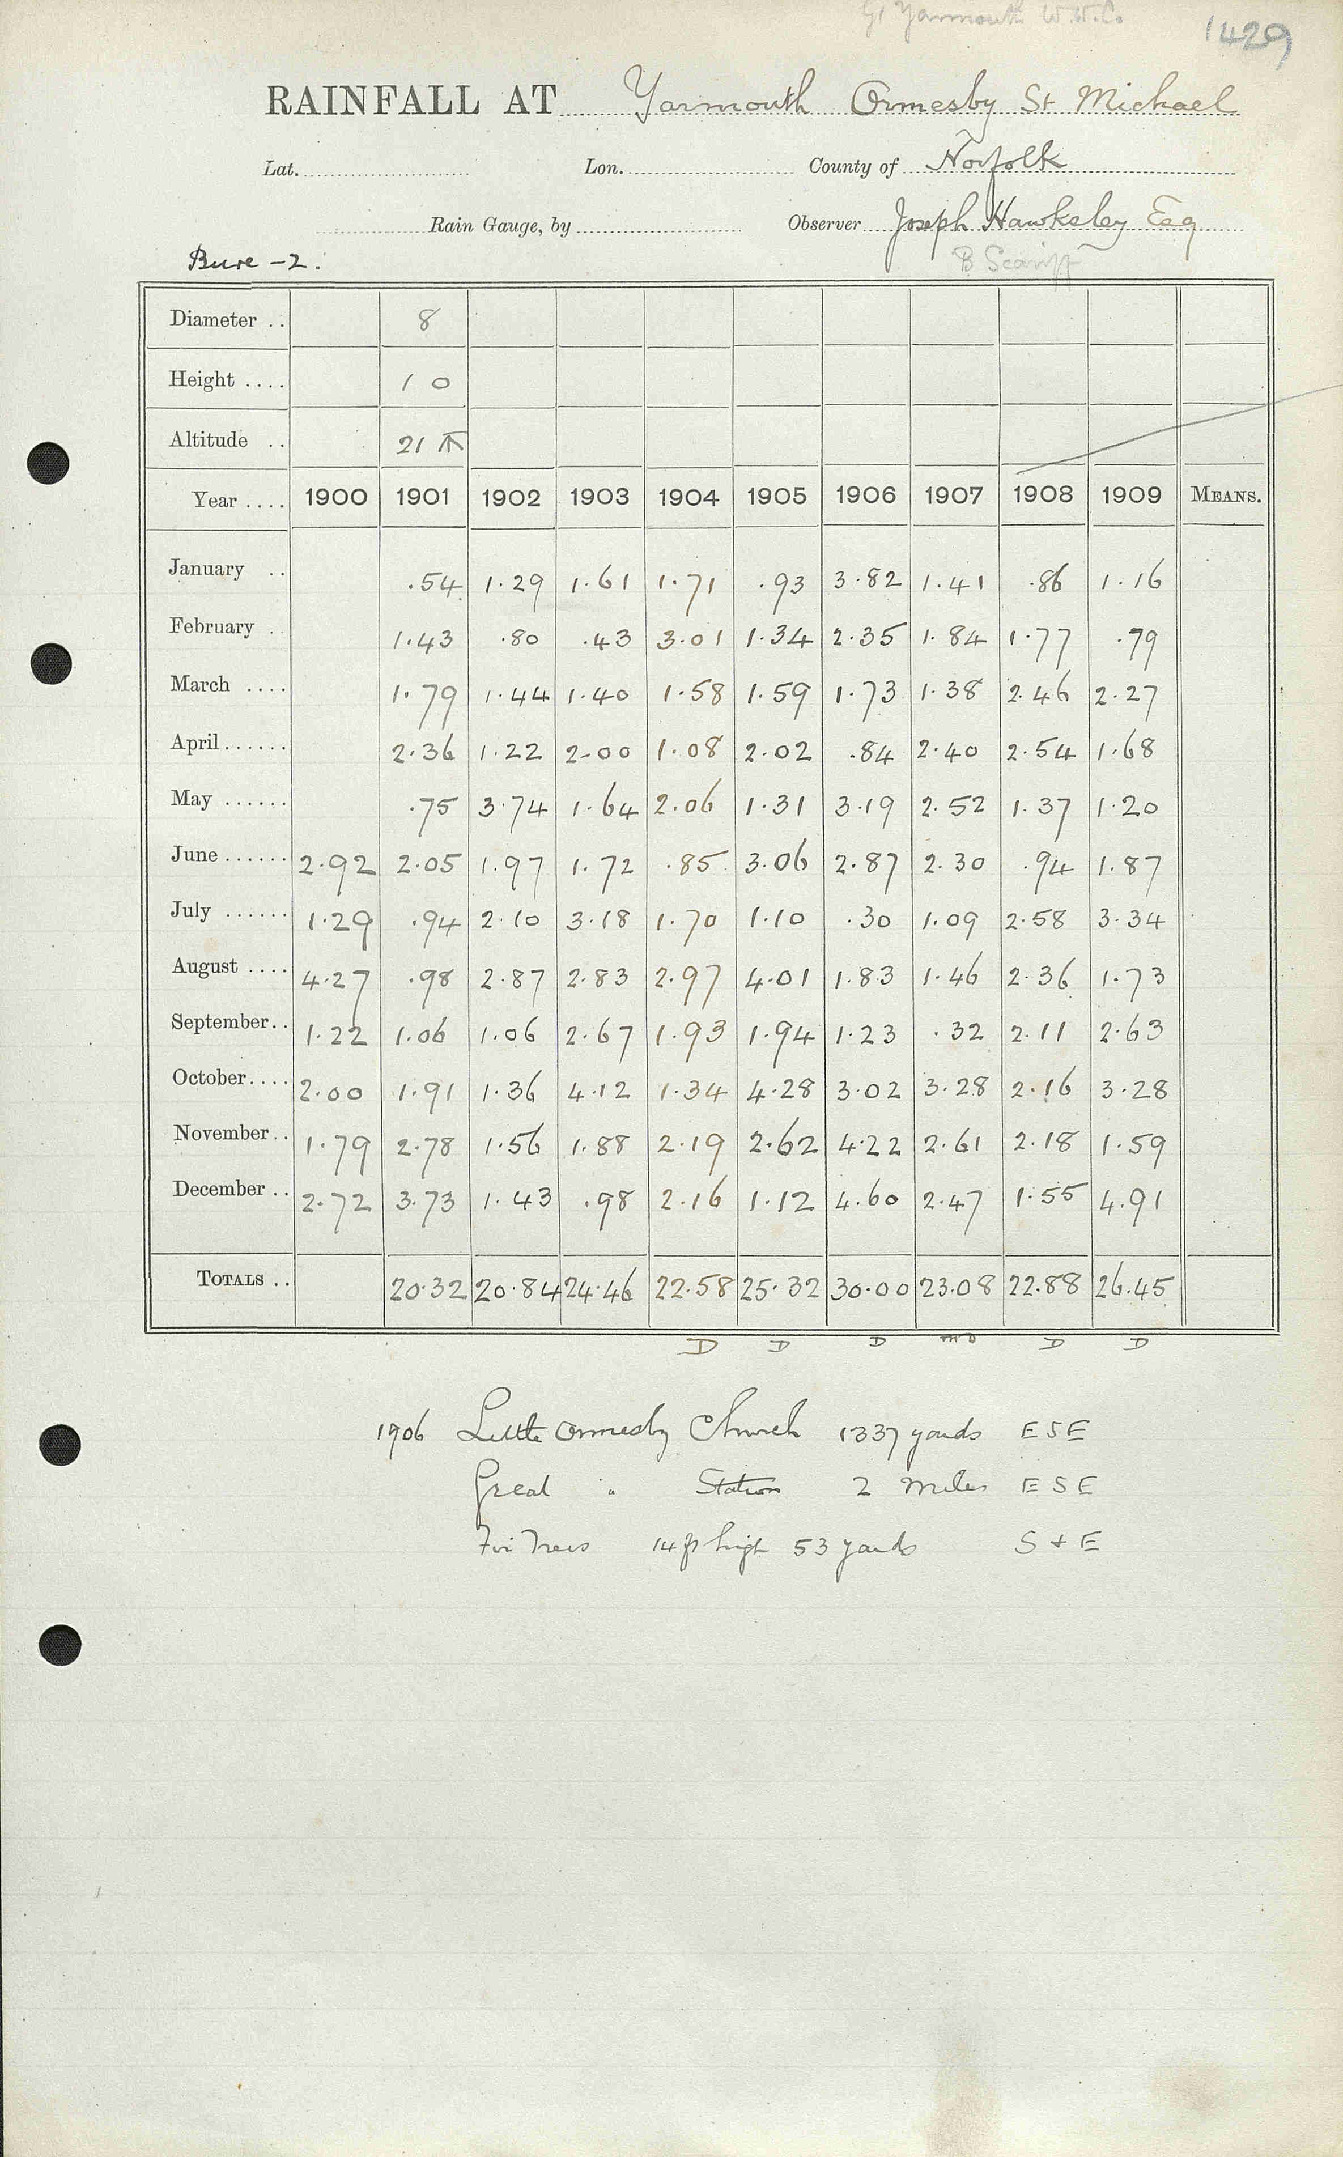 Gt Yarmouth W.W.C.
1429
RAINFALL AT Yarmouth Ormesby St Michael
Lat. Lon. County of Norfolk
Rain Gauge, by Observer Joseph Hawksley Esq
Bure - 2.
Diameter .. 8
Height .... 1 0
Altitude .. 21 ft
Year .... 1900 1901 1902 1903 1904 1905 1906 1907 1908 1909 MEANS.
January .. .54 1.29 1.61 1.71 .93 3.82 1.41 .86 1.16
February . 1.43 .80 .43 3.01 1.34 2.35 1.84 1.77 .79
March .... 1.79 1.44 1.40 1.58 1.59 1.73 1.38 2.46 2.27
April...... 2.36 1.22 2.00 1.08 2.02 .84 2.40 2.54 1.68
May ...... .75 3.74 1.64 2.06 1.31 3.19 2.52 1.37 1.20
June...... 2.92 2.05 1.97 1.72 .85 3.06 2.87 2.30 .94 1.87
July ...... 1.29 .94 2.10 3.18 1.70 1.10 .30 1.09 2.58 3.34
August .... 4.27 .98 2.87 2.83 2.97 4.01 1.83 1.46 2.36 1.73
September.. 1.22 1.06 1.06 2.67 1.93 1.94 1.23 .32 2.11 2.63
October.... 2.00 1.91 1.36 4.12 1.34 4.28 3.02 3.28 2.16 3.28
November.. 1.79 2.78 1.56 1.88 2.19 2.62 4.22 2.61 2.18 1.59
December .. 2.72 3.73 1.43 .98 2.16 1.12 4.60 2.47 1.55 4.91
TOTALS .. 20.32 20.84 24.46 22.58 25.32 30.00 23.08 22.88 26.45
D D D mD D D
1906 Little Ormesby Church 1337 yards ESE
Great " Station 2 miles ESE
Fir Trees 14 ft high 53 yards S + E